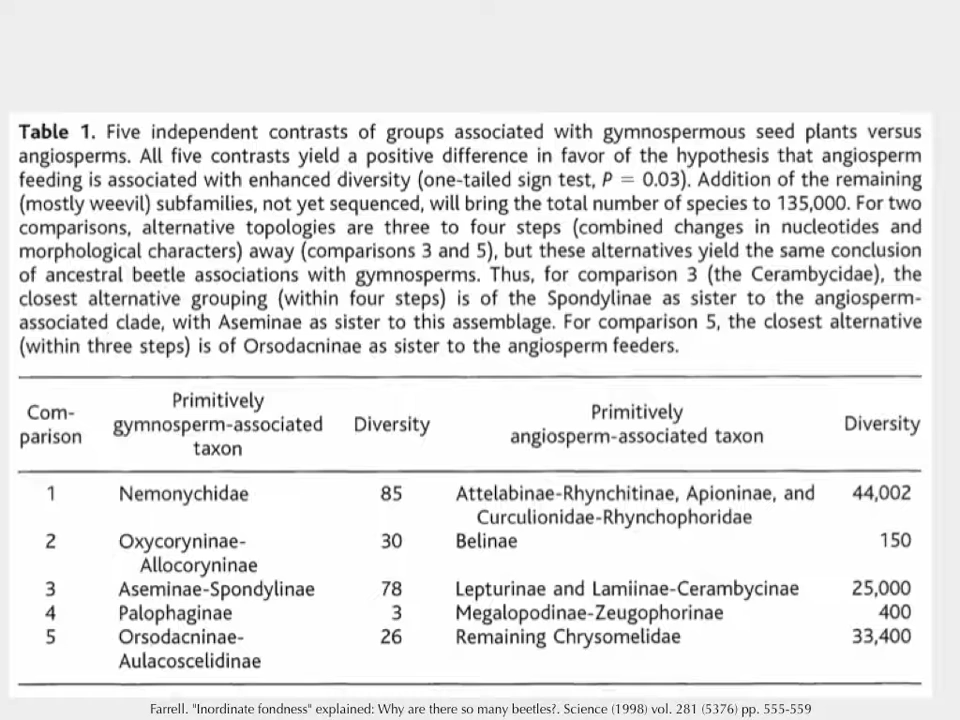 Table 1. Five independent contrasts of groups associated with gymnospermous seed plants versus
angiosperms. All five contrasts yield a positive difference in favor of the hypothesis that angiosperm
feeding is associated with enhanced diversity (one-tailed sign test, P = 0.03). Addition of the remaining
(mostly weevil) subfamilies, not yet sequenced, will bring the total number of species to 135,000. For two
comparisons, alternative topologies are three to four steps (combined changes in nucleotides and
morphological characters) away (comparisons 3 and 5), but these alternatives yield the same conclusion
of ancestral beetle associations with gymnosperms. Thus, for comparison 3 (the Cerambycidae), the
closest alternative grouping (within four steps) is of the Spondylinae as sister to the angiosperm-
associated clade, with Aseminae as sister to this assemblage. For comparison 5, the closest alternative
(within three steps) is of Orsodacninae as sister to the angiosperm feeders.
Com-
parison
Primitively
gymnosperm-associated
taxon
Diversity
Primitively
angiosperm-associated taxon
Diversity
1 Nemonychidae 85 Attelabinae-Rhynchitinae, Apioninae, and 44,002
Curculionidae-Rhynchophoridae
2 Oxycoryninae- 30 Belinae 150
Allocoryninae
3 Aseminae-Spondylinae 78 Lepturinae and Lamiinae-Cerambycinae 25,000
4 Palophaginae 3 Megalopodinae-Zeugophorinae 400
5 Orsodacninae- 26 Remaining Chrysomelidae 33,400
Aulacoscelidinae
Farrell. "Inordinate fondness" explained: Why are there so many beetles?. Science (1998) vol. 281 (5376) pp. 555-559